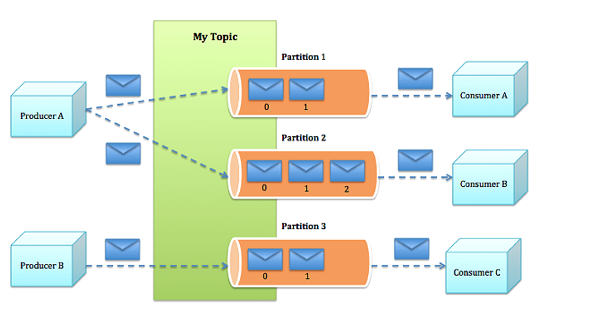 My Topic
Partition 1
0 1
Producer A
Consumer A
Partition 2
0 1 2
Consumer B
Partition 3
0 1
Producer B
Consumer C